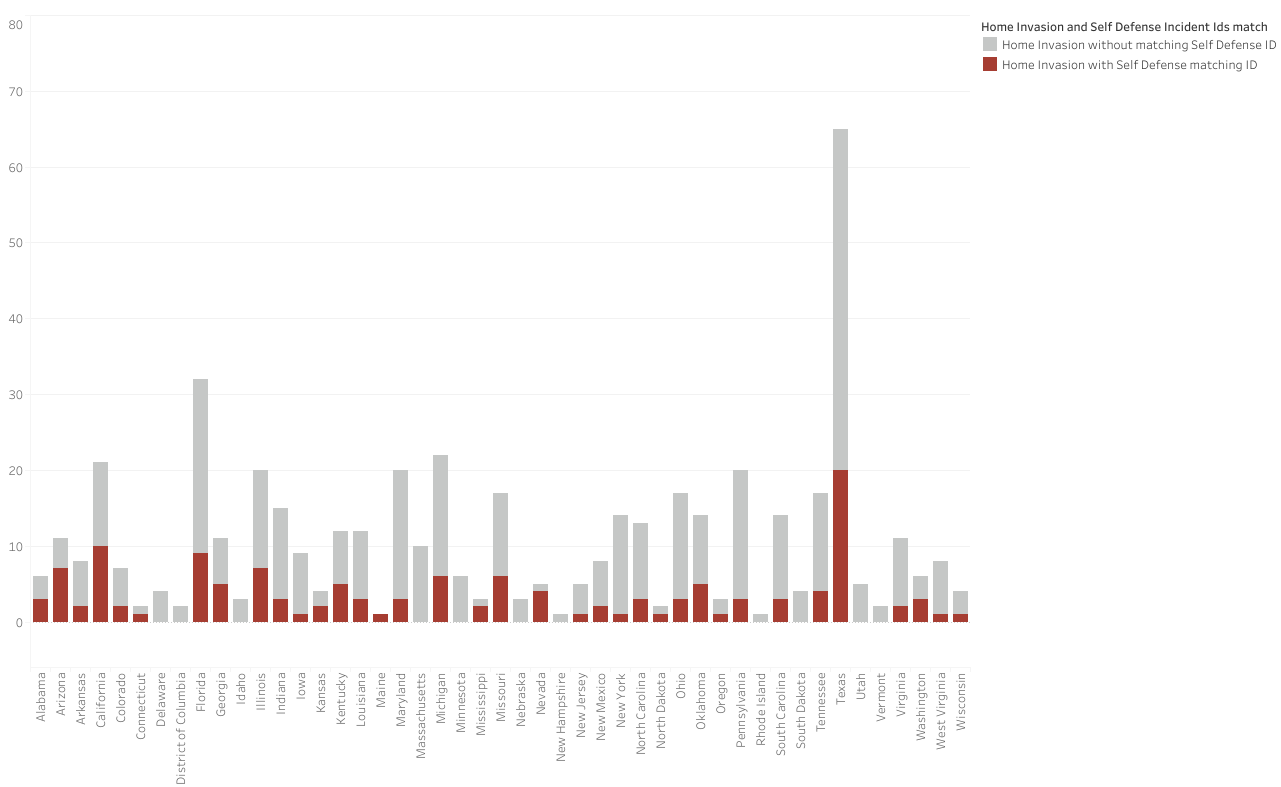 80
70
60
50
40
30
20
10
0
Home Invasion and Self Defense Incident Ids match
Home Invasion without matching Self Defense ID
Home Invasion with Self Defense matching ID
Alabama
Arizona
Arkansas
California
Colorado
Connecticut
Delaware
District of Columbia
Florida
Georgia
Idaho
Illinois
Indiana
Iowa
Kansas
Kentucky
Louisiana
Maine
Maryland
Massachusetts
Michigan
Minnesota
Mississippi
Missouri
Nebraska
Nevada
New Hampshire
New Jersey
New Mexico
New York
North Carolina
North Dakota
Ohio
Oklahoma
Oregon
Pennsylvania
Rhode Island
South Carolina
South Dakota
Tennessee
Texas
Utah
Vermont
Virginia
Washington
West Virginia
Wisconsin